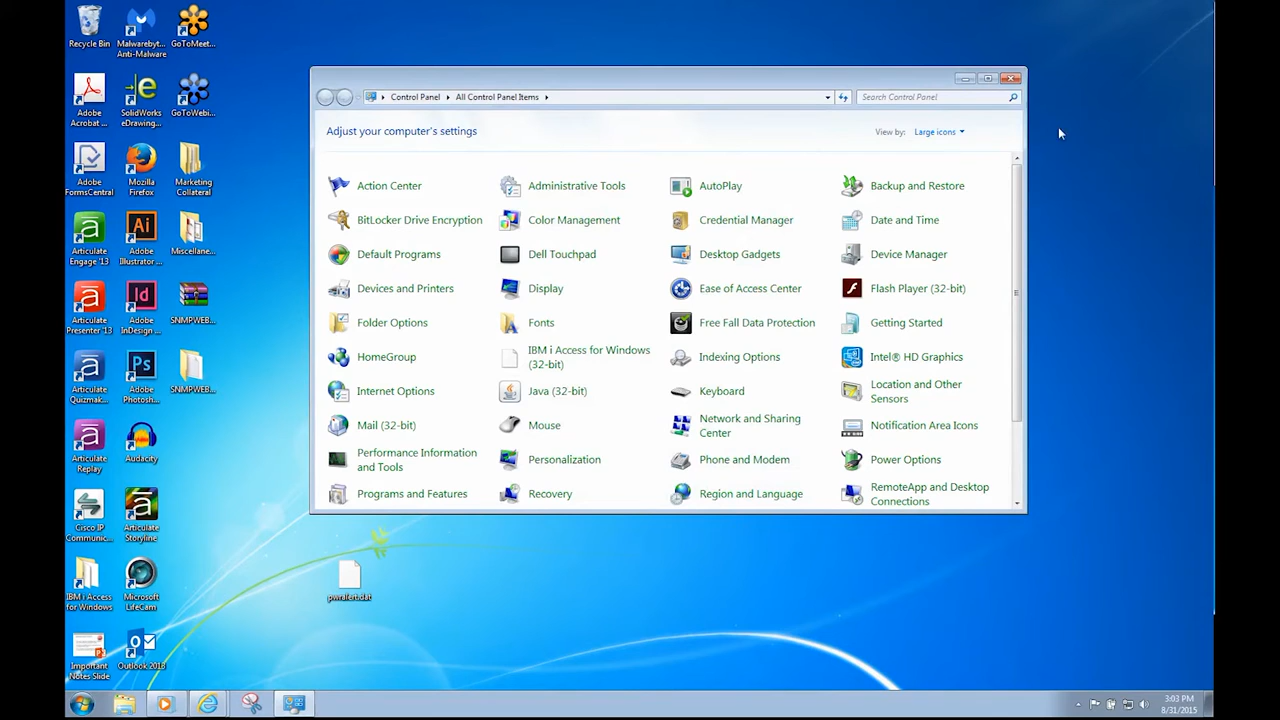 Recycle Bin
Malwarebyt...
Anti-Malware
GoToMeet...
Adobe
Acrobat ...
SolidWorks
eDrawing...
GoToWebi...
Adobe
FormsCentral
Mozilla
Firefox
Marketing
Collateral
Articulate
Engage '13
Adobe
Illustrator ...
Miscellane...
Articulate
Presenter '13
Adobe
InDesign ...
SNMPWEB...
Articulate
Quizmak...
Adobe
Photosh...
SNMPWEB...
Articulate
Replay
Audacity
Cisco IP
Communic...
Articulate
Storyline
IBM i Access
for Windows
Microsoft
LifeCam
Important
Notes Slide
Outlook 2013
pwralert.dat
Control Panel
All Control Panel Items
Search Control Panel
Adjust your computer's settings
View by: Large icons
Action Center
Administrative Tools
AutoPlay
Backup and Restore
BitLocker Drive Encryption
Color Management
Credential Manager
Date and Time
Default Programs
Dell Touchpad
Desktop Gadgets
Device Manager
Devices and Printers
Display
Ease of Access Center
Flash Player (32-bit)
Folder Options
Fonts
Free Fall Data Protection
Getting Started
HomeGroup
IBM i Access for Windows
(32-bit)
Indexing Options
Intel® HD Graphics
Internet Options
Java (32-bit)
Keyboard
Location and Other
Sensors
Mail (32-bit)
Mouse
Network and Sharing
Center
Notification Area Icons
Performance Information
and Tools
Personalization
Phone and Modem
Power Options
Programs and Features
Recovery
Region and Language
RemoteApp and Desktop
Connections
3:03 PM
8/31/2015